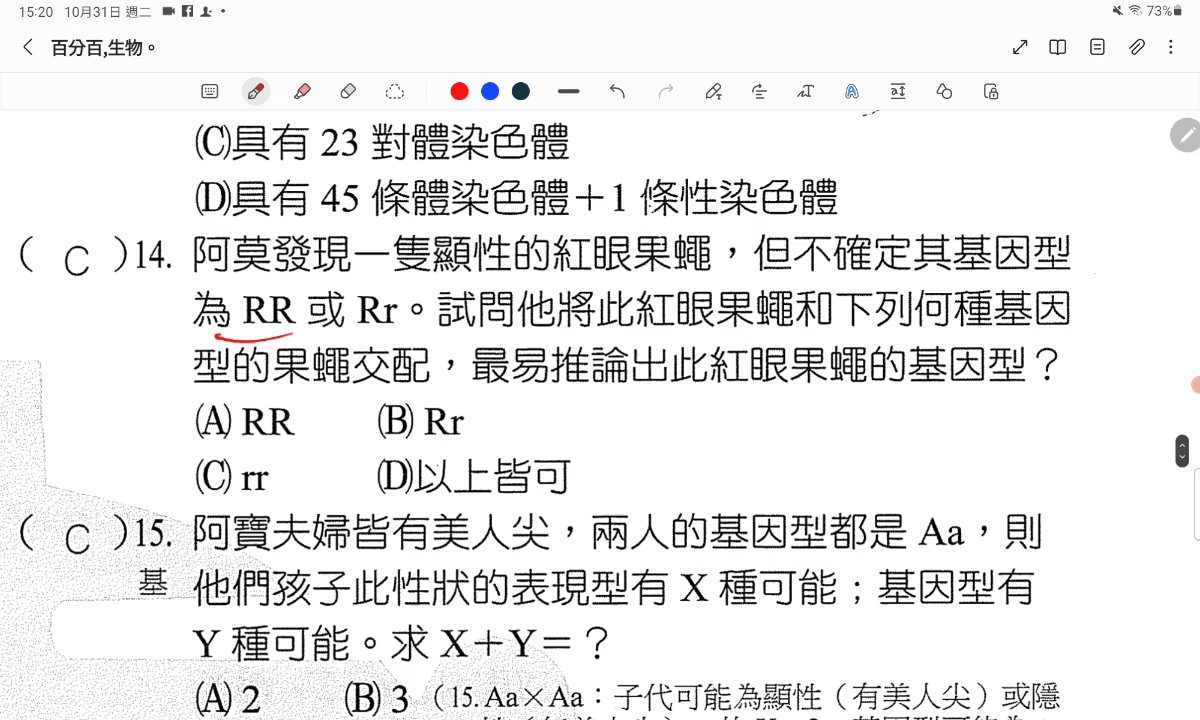 15:20 10月31日 週二 73%
百分百,生物。
(C)具有 23 對體染色體
(D)具有 45 條體染色體＋1 條性染色體
( C )14. 阿莫發現一隻顯性的紅眼果蠅，但不確定其基因型
為 RR 或 Rr。試問他將此紅眼果蠅和下列何種基因
型的果蠅交配，最易推論出此紅眼果蠅的基因型？
(A) RR (B) Rr
(C) rr (D)以上皆可
( C )15. 阿寶夫婦皆有美人尖，兩人的基因型都是 Aa，則
基 他們孩子此性狀的表現型有 X 種可能；基因型有
Y 種可能。求 X＋Y＝？
(A) 2 (B) 3 （15. Aa×Aa：子代可能為顯性（有美人尖）或隱